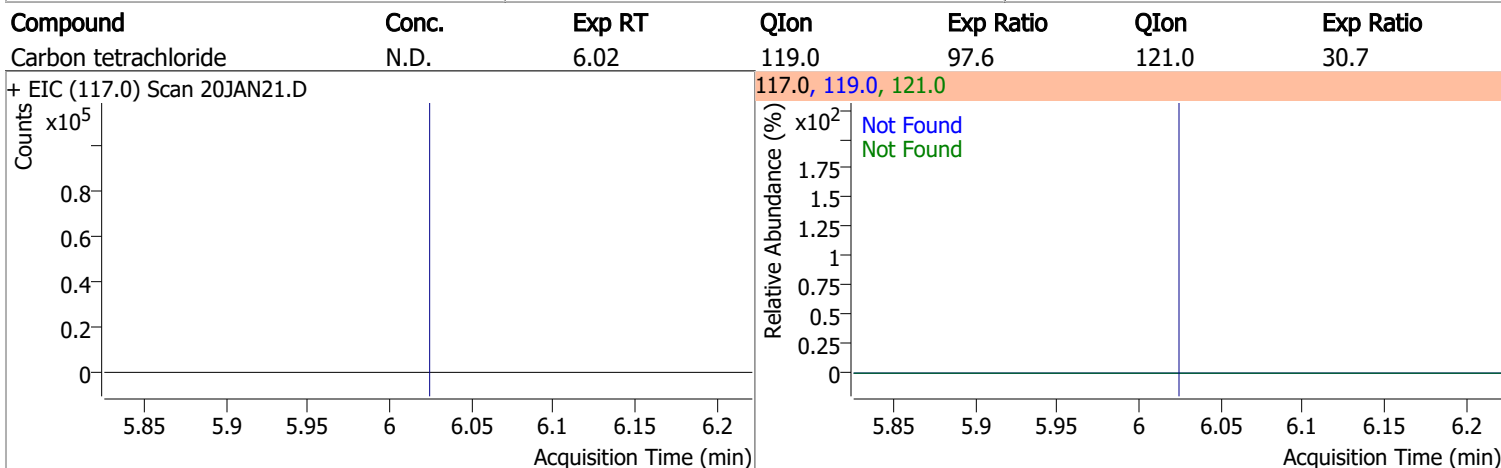 Compound Conc. Exp RT QIon Exp Ratio QIon Exp Ratio
Carbon tetrachloride N.D. 6.02 119.0 97.6 121.0 30.7
+ EIC (117.0) Scan 20JAN21.D
Counts
x10^5
0.8
0.6
0.4
0.2
0
5.85 5.9 5.95 6 6.05 6.1 6.15 6.2
Acquisition Time (min)
117.0, 119.0, 121.0
Relative Abundance (%)
x10^2
Not Found
Not Found
1.75
1.5
1.25
1
0.75
0.5
0.25
0
5.85 5.9 5.95 6 6.05 6.1 6.15 6.2
Acquisition Time (min)